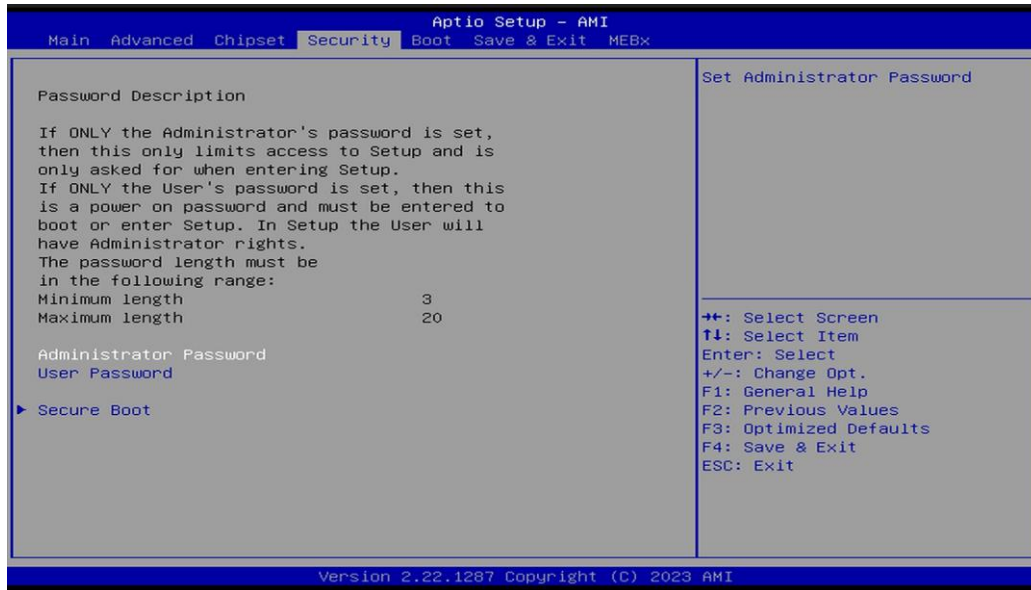 Aptio Setup – AMI
Main Advanced Chipset Security Boot Save & Exit MEBx
Password Description
If ONLY the Administrator's password is set,
then this only limits access to Setup and is
only asked for when entering Setup.
If ONLY the User's password is set, then this
is a power on password and must be entered to
boot or enter Setup. In Setup the User will
have Administrator rights.
The password length must be
in the following range:
Minimum length 3
Maximum length 20
Administrator Password
User Password
► Secure Boot
Set Administrator Password
→←: Select Screen
↑↓: Select Item
Enter: Select
+/-: Change Opt.
F1: General Help
F2: Previous Values
F3: Optimized Defaults
F4: Save & Exit
ESC: Exit
Version 2.22.1287 Copyright (C) 2023 AMI